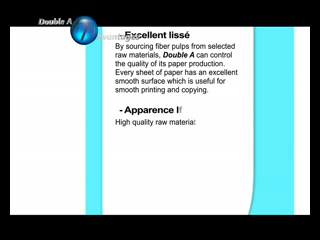 Double A
- Excellent lissé
By sourcing fiber pulps from selected
raw materials, Double A can control
the quality of its paper production.
Every sheet of paper has an excellent
smooth surface which is useful for
smooth printing and copying.
- Apparence
High quality raw material